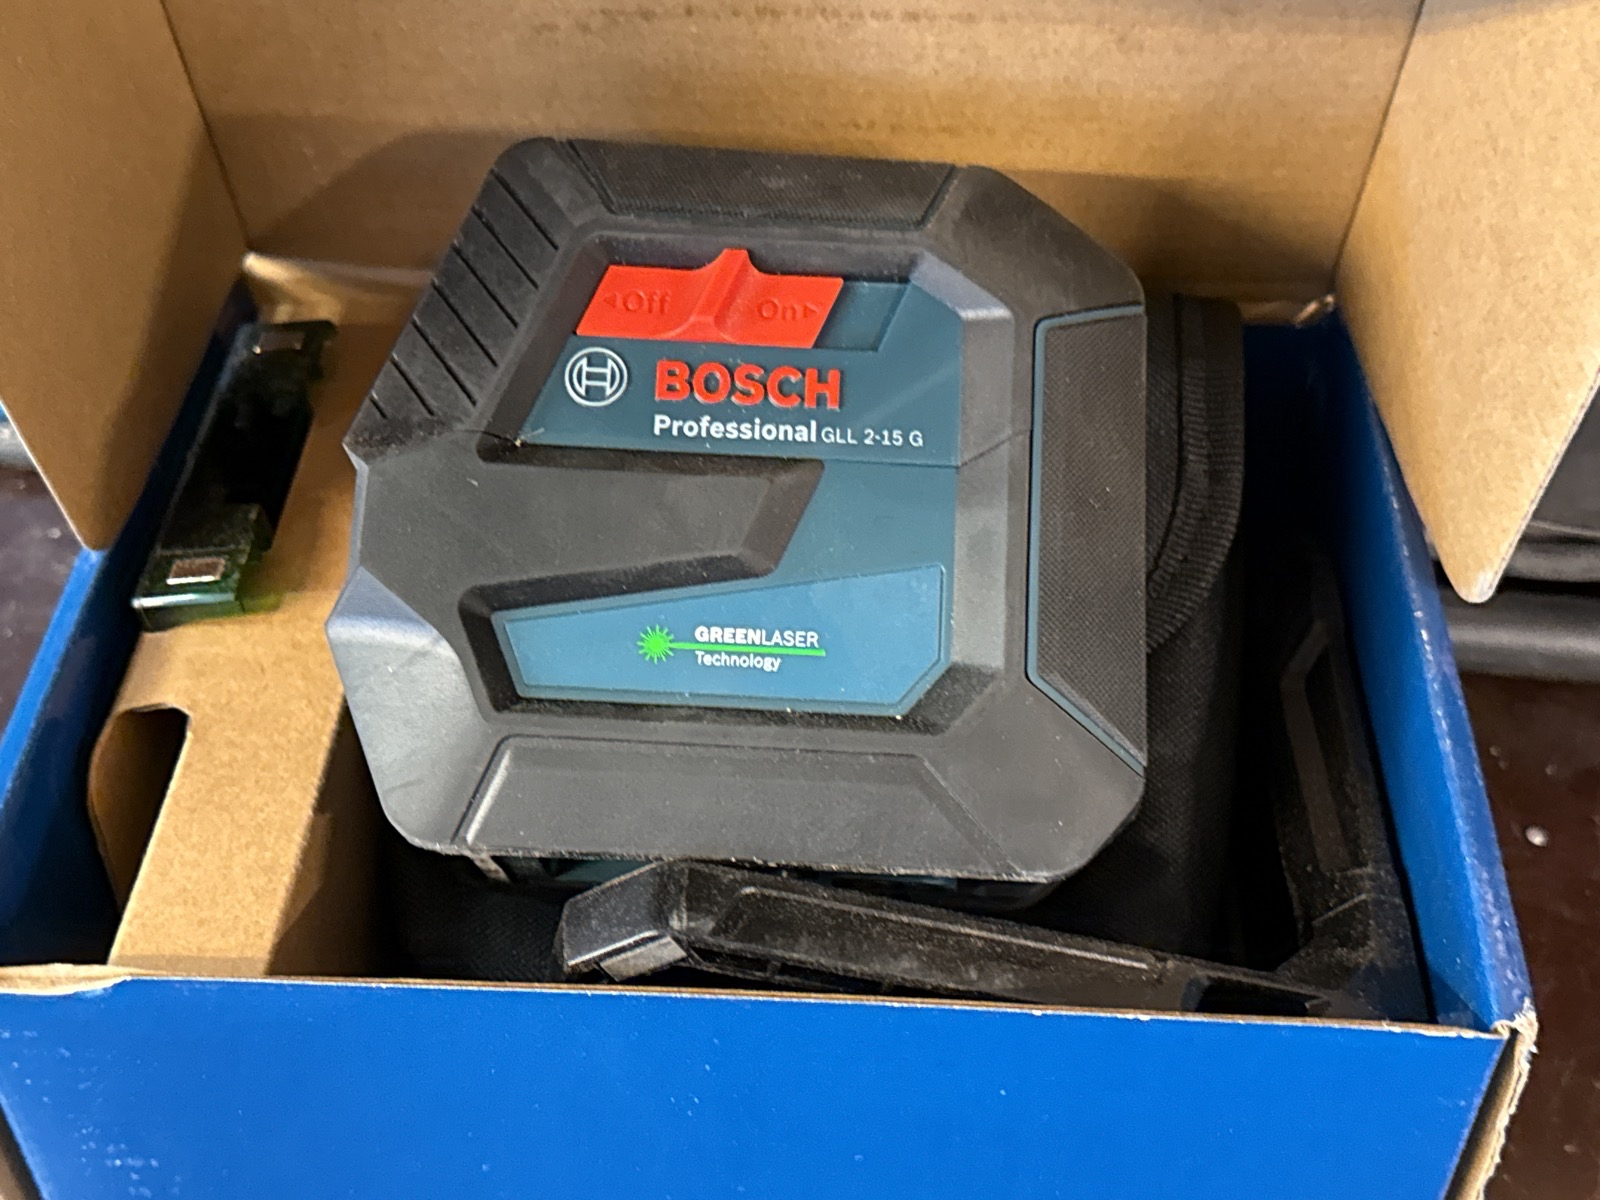 ◂Off On▸
BOSCH
Professional GLL 2-15 G
GREENLASER
Technology